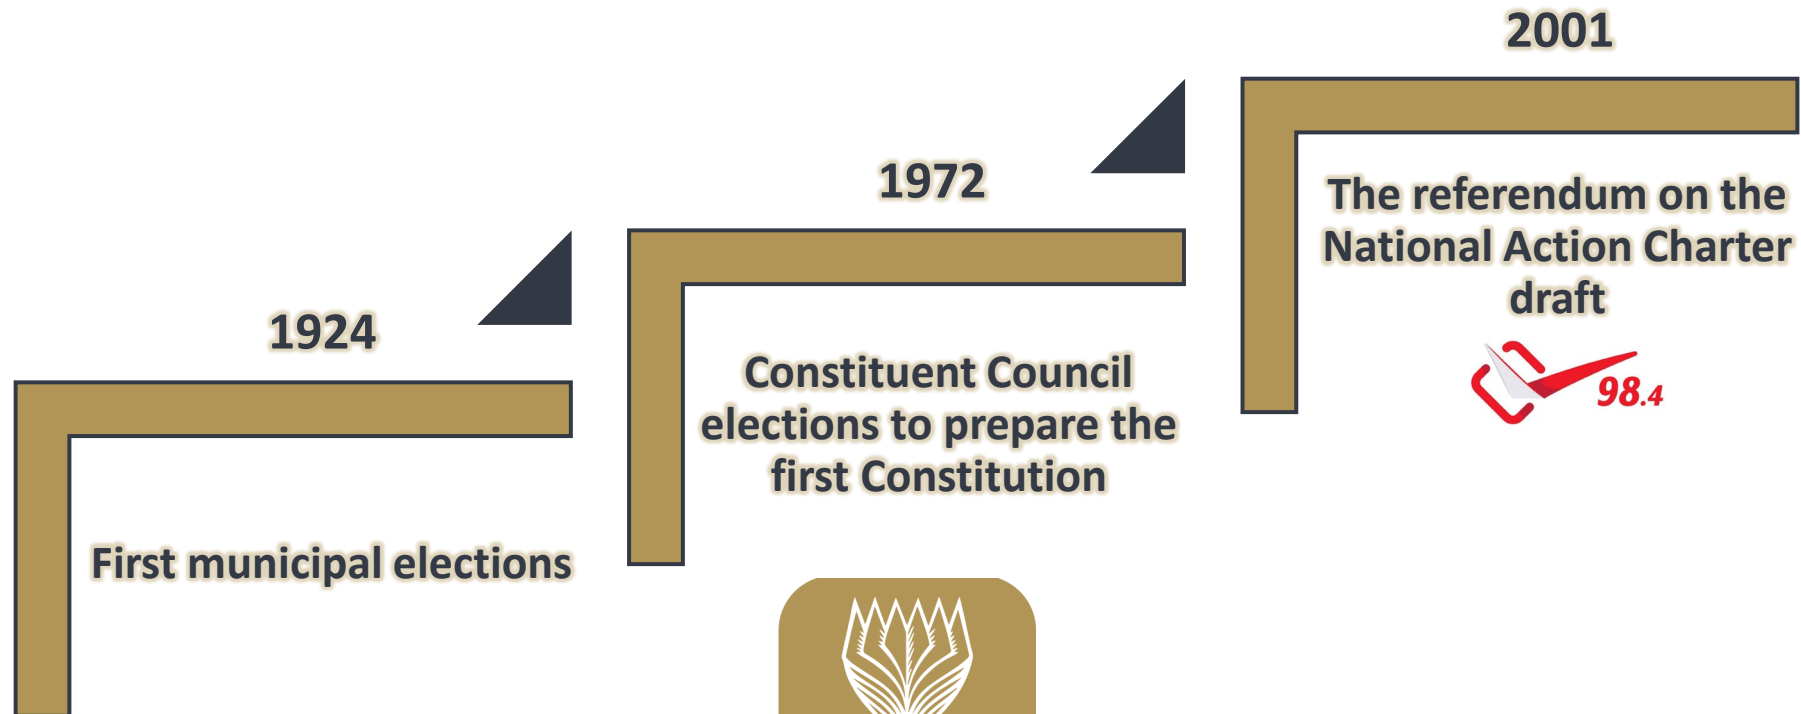 1924
First municipal elections
1972
Constituent Council
elections to prepare the
first Constitution
2001
The referendum on the
National Action Charter
draft
98.4